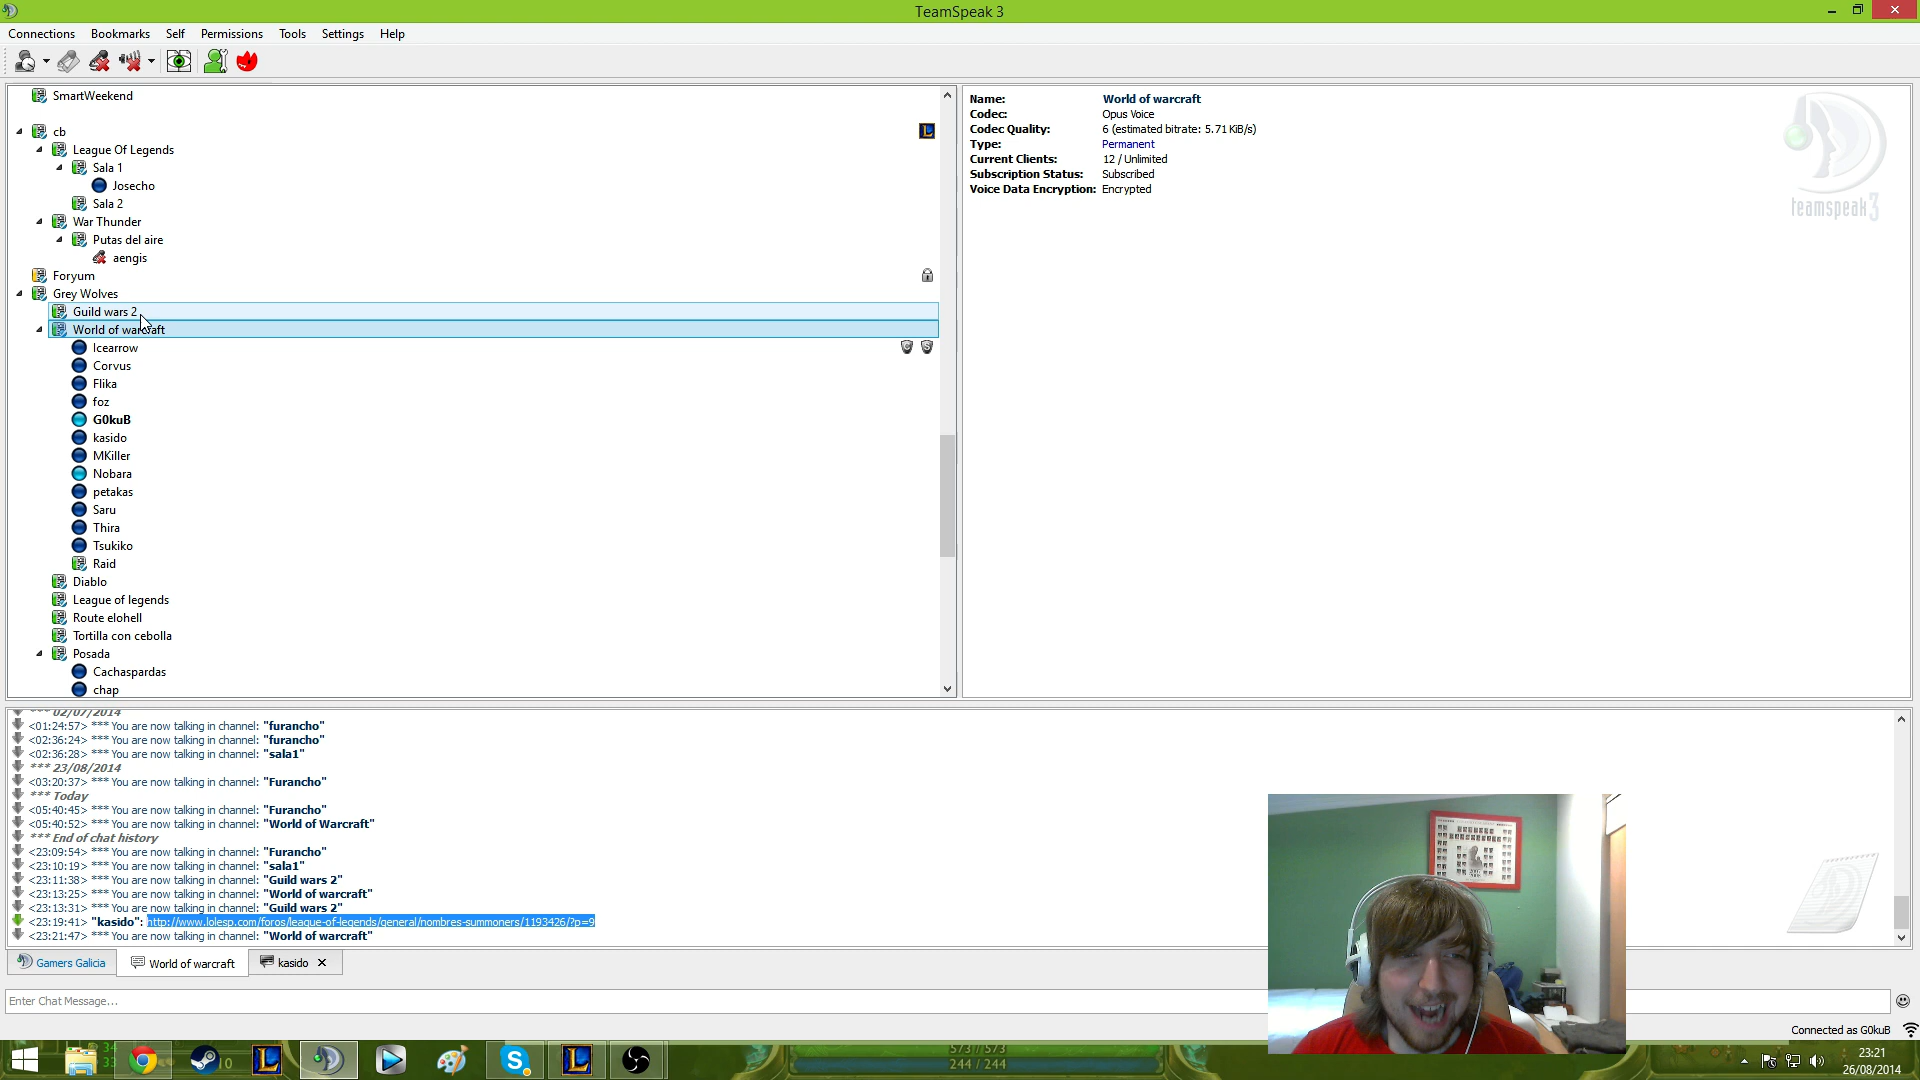 TeamSpeak 3
Connections Bookmarks Self Permissions Tools Settings Help
SmartWeekend
cb
League Of Legends
Sala 1
Josecho
Sala 2
War Thunder
Putas del aire
aengis
Foryum
Grey Wolves
Guild wars 2
World of warcraft
Icearrow
Corvus
Flika
foz
G0kuB
kasido
MKiller
Nobara
petakas
Saru
Thira
Tsukiko
Raid
Diablo
League of legends
Route elohell
Tortilla con cebolla
Posada
Cachaspardas
chap
Name: World of warcraft
Codec: Opus Voice
Codec Quality: 6 (estimated bitrate: 5.71 KiB/s)
Type: Permanent
Current Clients: 12 / Unlimited
Subscription Status: Subscribed
Voice Data Encryption: Encrypted
teamspeak 3
*** 02/07/2014
<01:24:57> *** You are now talking in channel: "furancho"
<02:36:24> *** You are now talking in channel: "furancho"
<02:36:28> *** You are now talking in channel: "sala1"
*** 23/08/2014
<03:20:37> *** You are now talking in channel: "Furancho"
*** Today
<05:40:45> *** You are now talking in channel: "Furancho"
<05:40:52> *** You are now talking in channel: "World of Warcraft"
*** End of chat history
<23:09:54> *** You are now talking in channel: "Furancho"
<23:10:19> *** You are now talking in channel: "sala1"
<23:11:38> *** You are now talking in channel: "Guild wars 2"
<23:13:25> *** You are now talking in channel: "World of warcraft"
<23:13:31> *** You are now talking in channel: "Guild wars 2"
<23:19:41> "kasido": http://www.lolesp.com/foros/league-of-legends/general/nombres-summoners/1193426/?p=9
<23:21:47> *** You are now talking in channel: "World of warcraft"
Gamers Galicia World of warcraft kasido
Enter Chat Message...
Connected as G0kuB
34
33
10
573 / 573
244 / 244
23:21
26/08/2014